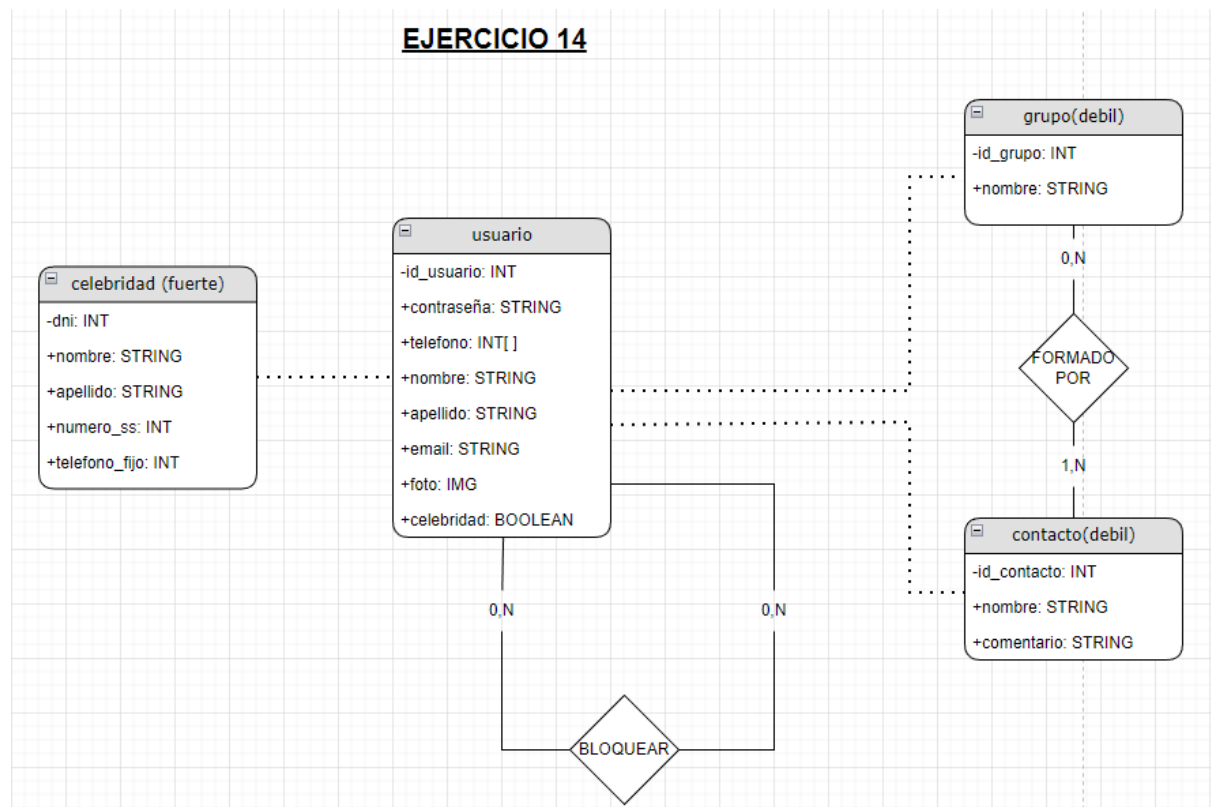 EJERCICIO 14
grupo(debil)
-id_grupo: INT
+nombre: STRING
0,N
FORMADO
POR
1,N
contacto(debil)
-id_contacto: INT
+nombre: STRING
+comentario: STRING
usuario
-id_usuario: INT
+contraseña: STRING
+telefono: INT[ ]
+nombre: STRING
+apellido: STRING
+email: STRING
+foto: IMG
+celebridad: BOOLEAN
celebridad (fuerte)
-dni: INT
+nombre: STRING
+apellido: STRING
+numero_ss: INT
+telefono_fijo: INT
0,N
0,N
BLOQUEAR